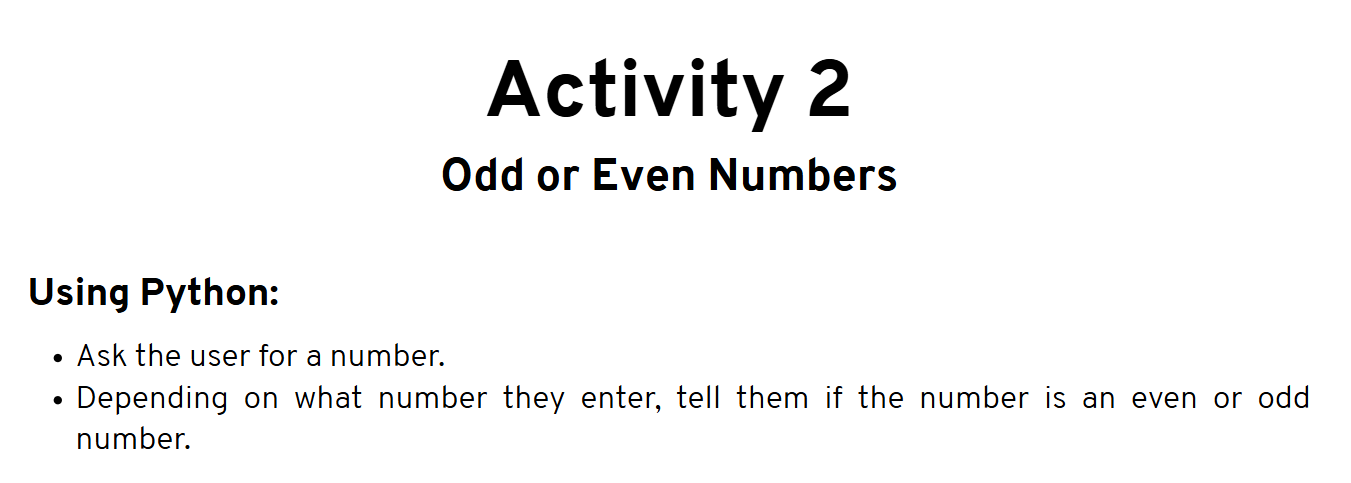 Activity 2
Odd or Even Numbers
Using Python:
• Ask the user for a number.
• Depending on what number they enter, tell them if the number is an even or odd
number.